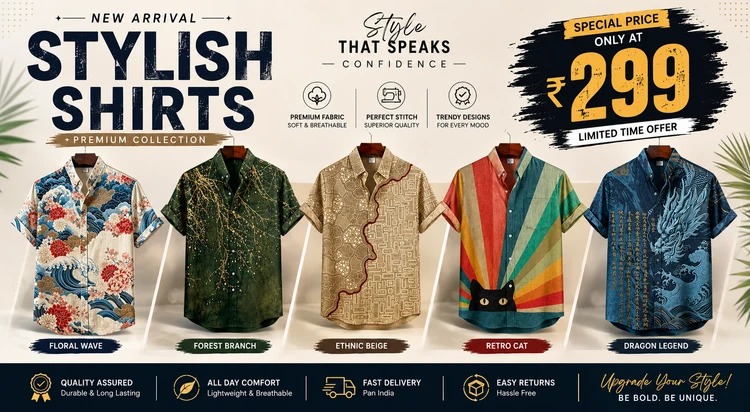 NEW ARRIVAL
STYLISH
SHIRTS
PREMIUM COLLECTION
Style
THAT SPEAKS
CONFIDENCE
PREMIUM FABRIC
SOFT & BREATHABLE
PERFECT STITCH
SUPERIOR QUALITY
TRENDY DESIGNS
FOR EVERY MOOD
SPECIAL PRICE
ONLY AT
₹299
LIMITED TIME OFFER
FLORAL WAVE
FOREST BRANCH
ETHNIC BEIGE
RETRO CAT
DRAGON LEGEND
QUALITY ASSURED
Durable & Long Lasting
ALL DAY COMFORT
Lightweight & Breathable
FAST DELIVERY
Pan India
EASY RETURNS
Hassle Free
Upgrade Your Style!
BE BOLD. BE UNIQUE.